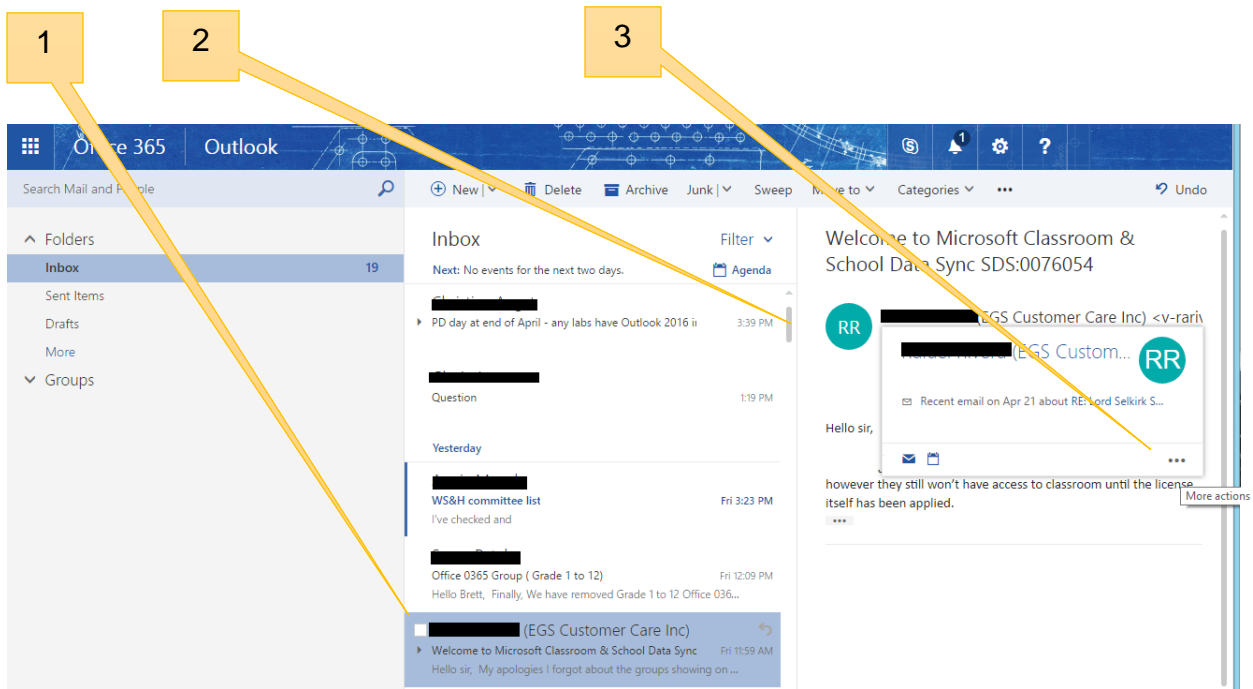 1
2
3
Office 365 Outlook
1
?
Search Mail and People
New
Delete
Archive
Junk
Sweep
Move to
Categories
Undo
Folders
Inbox 19
Sent Items
Drafts
More
Groups
Inbox
Filter
Next: No events for the next two days.
Agenda
PD day at end of April - any labs have Outlook 2016 in 3:39 PM
Question 1:19 PM
Yesterday
WS&H committee list Fri 3:23 PM
I've checked and
Office 0365 Group ( Grade 1 to 12) Fri 12:09 PM
Hello Brett, Finally, We have removed Grade 1 to 12 Office 036...
(EGS Customer Care Inc)
Welcome to Microsoft Classroom & School Data Sync Fri 11:59 AM
Hello sir, My apologies I forgot about the groups showing on ...
Welcome to Microsoft Classroom &
School Data Sync SDS:0076054
RR
(EGS Customer Care Inc) <v-rariv
(EGS Custom...
RR
Recent email on Apr 21 about RE: Lord Selkirk S...
Hello sir,
however they still won't have access to classroom until the license
itself has been applied.
More actions